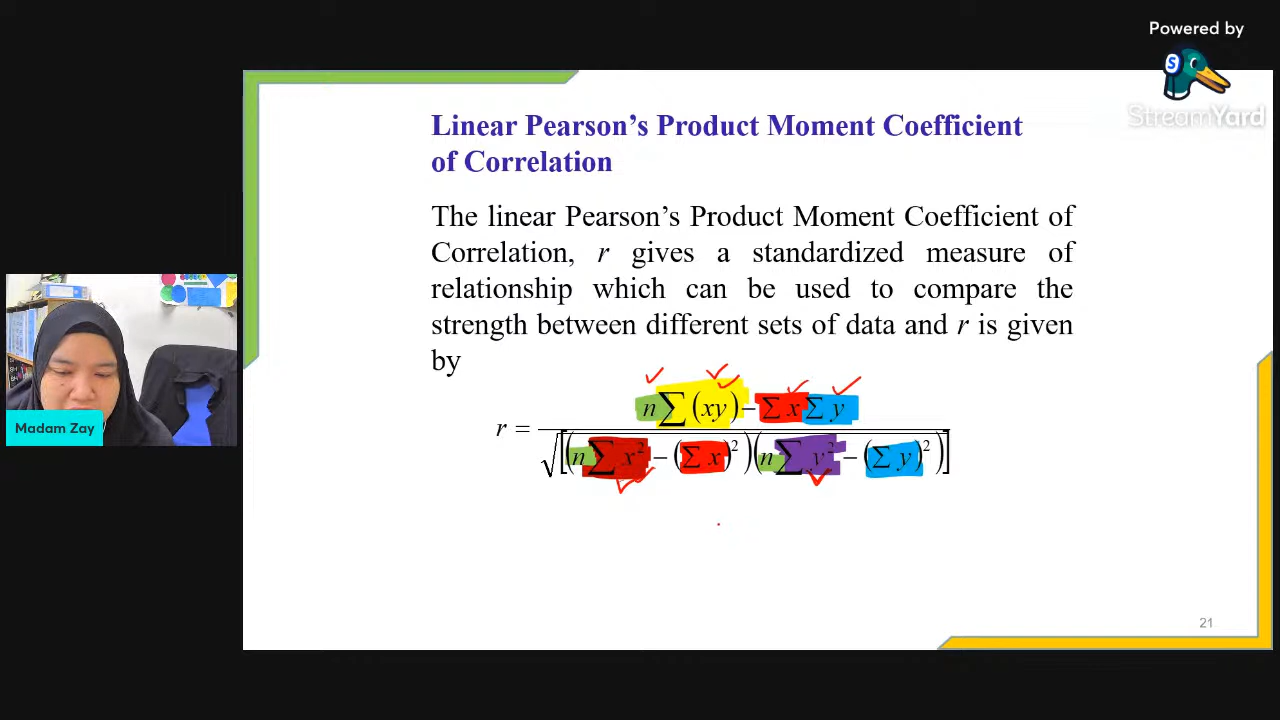 Powered by
S
StreamYard
Linear Pearson's Product Moment Coefficient
of Correlation
The linear Pearson's Product Moment Coefficient of
Correlation, r gives a standardized measure of
relationship which can be used to compare the
strength between different sets of data and r is given
by
r = n∑(xy) − ∑x∑y / √[(n∑x² − (∑x)²)(n∑y² − (∑y)²)]
Madam Zay
21